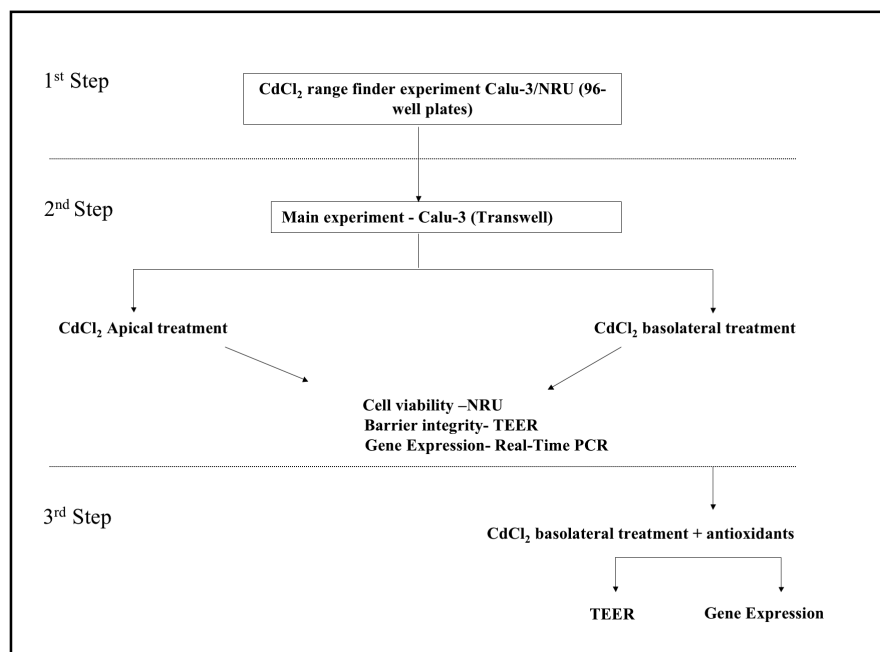 1st Step
CdCl2 range finder experiment Calu-3/NRU (96-
well plates)
2nd Step
Main experiment - Calu-3 (Transwell)
CdCl2 Apical treatment
CdCl2 basolateral treatment
Cell viability –NRU
Barrier integrity- TEER
Gene Expression- Real-Time PCR
3rd Step
CdCl2 basolateral treatment + antioxidants
TEER
Gene Expression